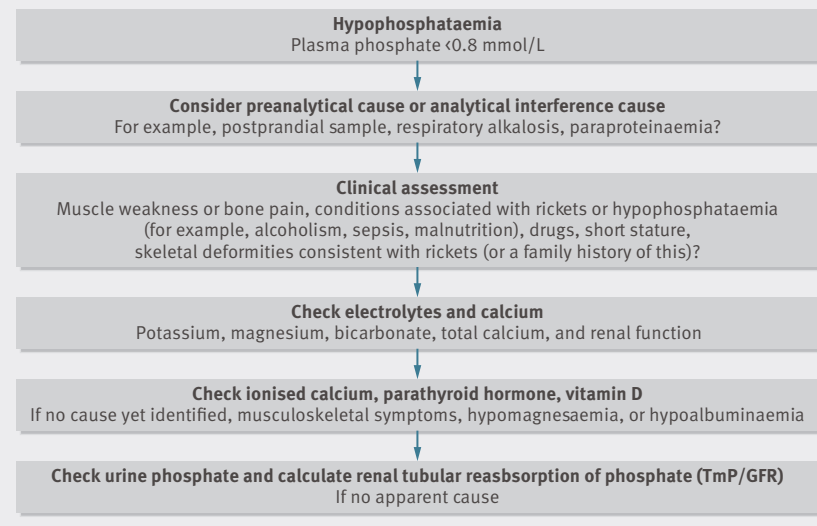 Hypophosphataemia
Plasma phosphate <0.8 mmol/L
Consider preanalytical cause or analytical interference cause
For example, postprandial sample, respiratory alkalosis, paraproteinaemia?
Clinical assessment
Muscle weakness or bone pain, conditions associated with rickets or hypophosphataemia
(for example, alcoholism, sepsis, malnutrition), drugs, short stature,
skeletal deformities consistent with rickets (or a family history of this)?
Check electrolytes and calcium
Potassium, magnesium, bicarbonate, total calcium, and renal function
Check ionised calcium, parathyroid hormone, vitamin D
If no cause yet identified, musculoskeletal symptoms, hypomagnesaemia, or hypoalbuminaemia
Check urine phosphate and calculate renal tubular reasbsorption of phosphate (TmP/GFR)
If no apparent cause